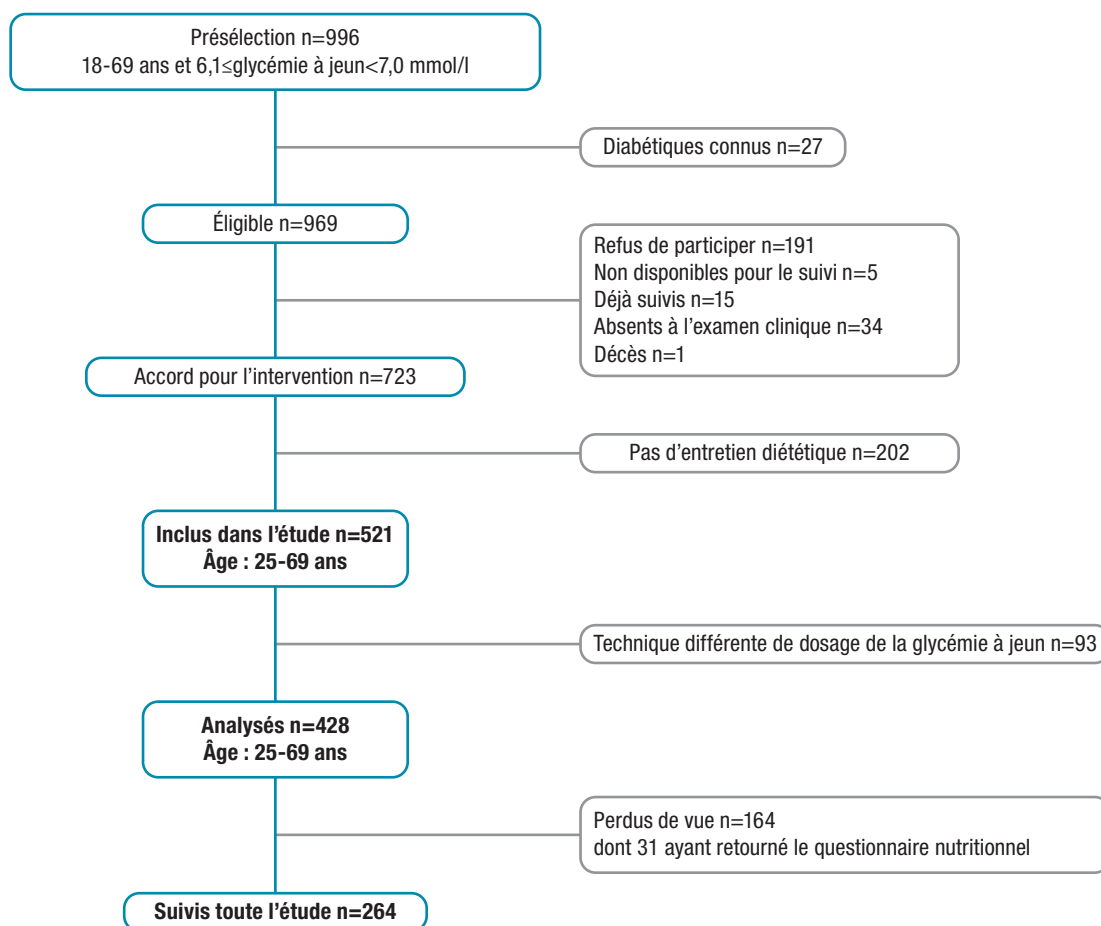 Présélection n=996
18-69 ans et 6,1≤glycémie à jeun<7,0 mmol/l
Diabétiques connus n=27
Éligible n=969
Refus de participer n=191
Non disponibles pour le suivi n=5
Déjà suivis n=15
Absents à l'examen clinique n=34
Décès n=1
Accord pour l'intervention n=723
Pas d'entretien diététique n=202
Inclus dans l'étude n=521
Âge : 25-69 ans
Technique différente de dosage de la glycémie à jeun n=93
Analysés n=428
Âge : 25-69 ans
Perdus de vue n=164
dont 31 ayant retourné le questionnaire nutritionnel
Suivis toute l'étude n=264